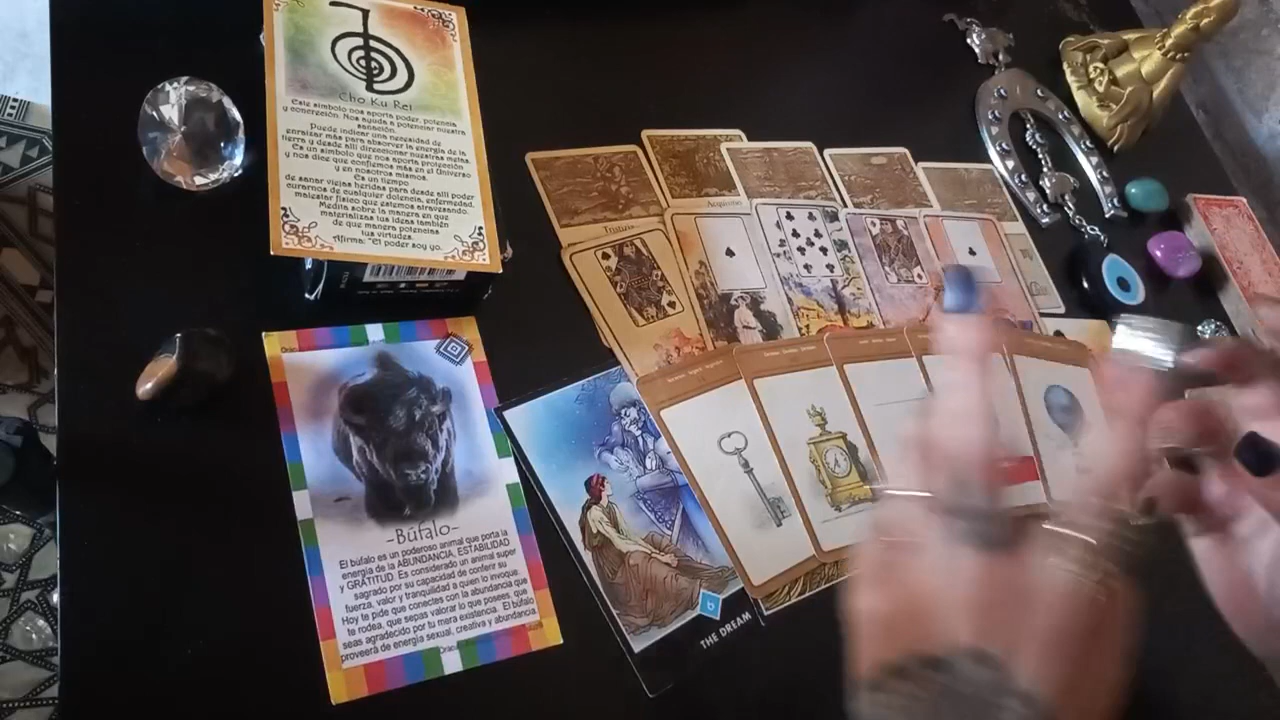 Cho Ku Rei
Este símbolo nos aporta poder, potencia
y concreción. Nos ayuda a potenciar nuestra
sanación.
Puede indicar una necesidad de
enraizar más para absorver la energía de la
tierra y desde allí direccionar nuestras metas.
Es un símbolo que nos aporta protección
y nos dice que confiemos más en el Universo
y en nosotros mismos.
Es un tiempo
de sanar viejas heridas para desde allí poder
curarnos de cualquier dolencia, enfermedad,
malestar físico que estemos atravesando.
Medita sobre la manera en que
materializas tus ideas también
de que manera potencias
tus virtudes.
Afirma: "El poder soy yo.
-Búfalo-
El búfalo es un poderoso animal que porta la
energía de la ABUNDANCIA, ESTABILIDAD
y GRATITUD. Es considerado un animal super
sagrado por su capacidad de conferir su
fuerza, valor y tranquilidad a quien lo invoque.
Hoy te pide que conectes con la abundancia que
te rodea, que sepas valorar lo que posees, que
seas agradecido por tu mera existencia. El búfalo
proveerá de energía sexual, creativa y abundancia.
THE DREAM